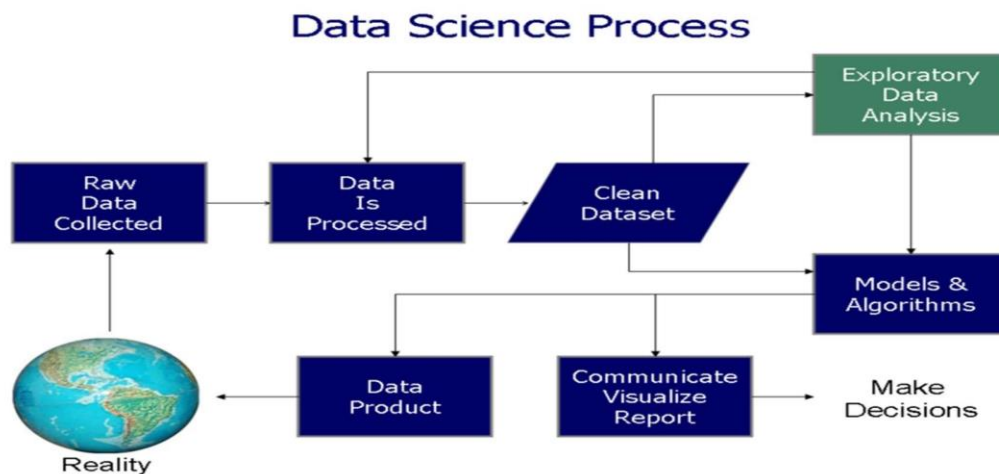 Data Science Process
Exploratory
Data
Analysis
Raw
Data
Collected
Data
Is
Processed
Clean
Dataset
Models &
Algorithms
Data
Product
Communicate
Visualize
Report
Make
Decisions
Reality